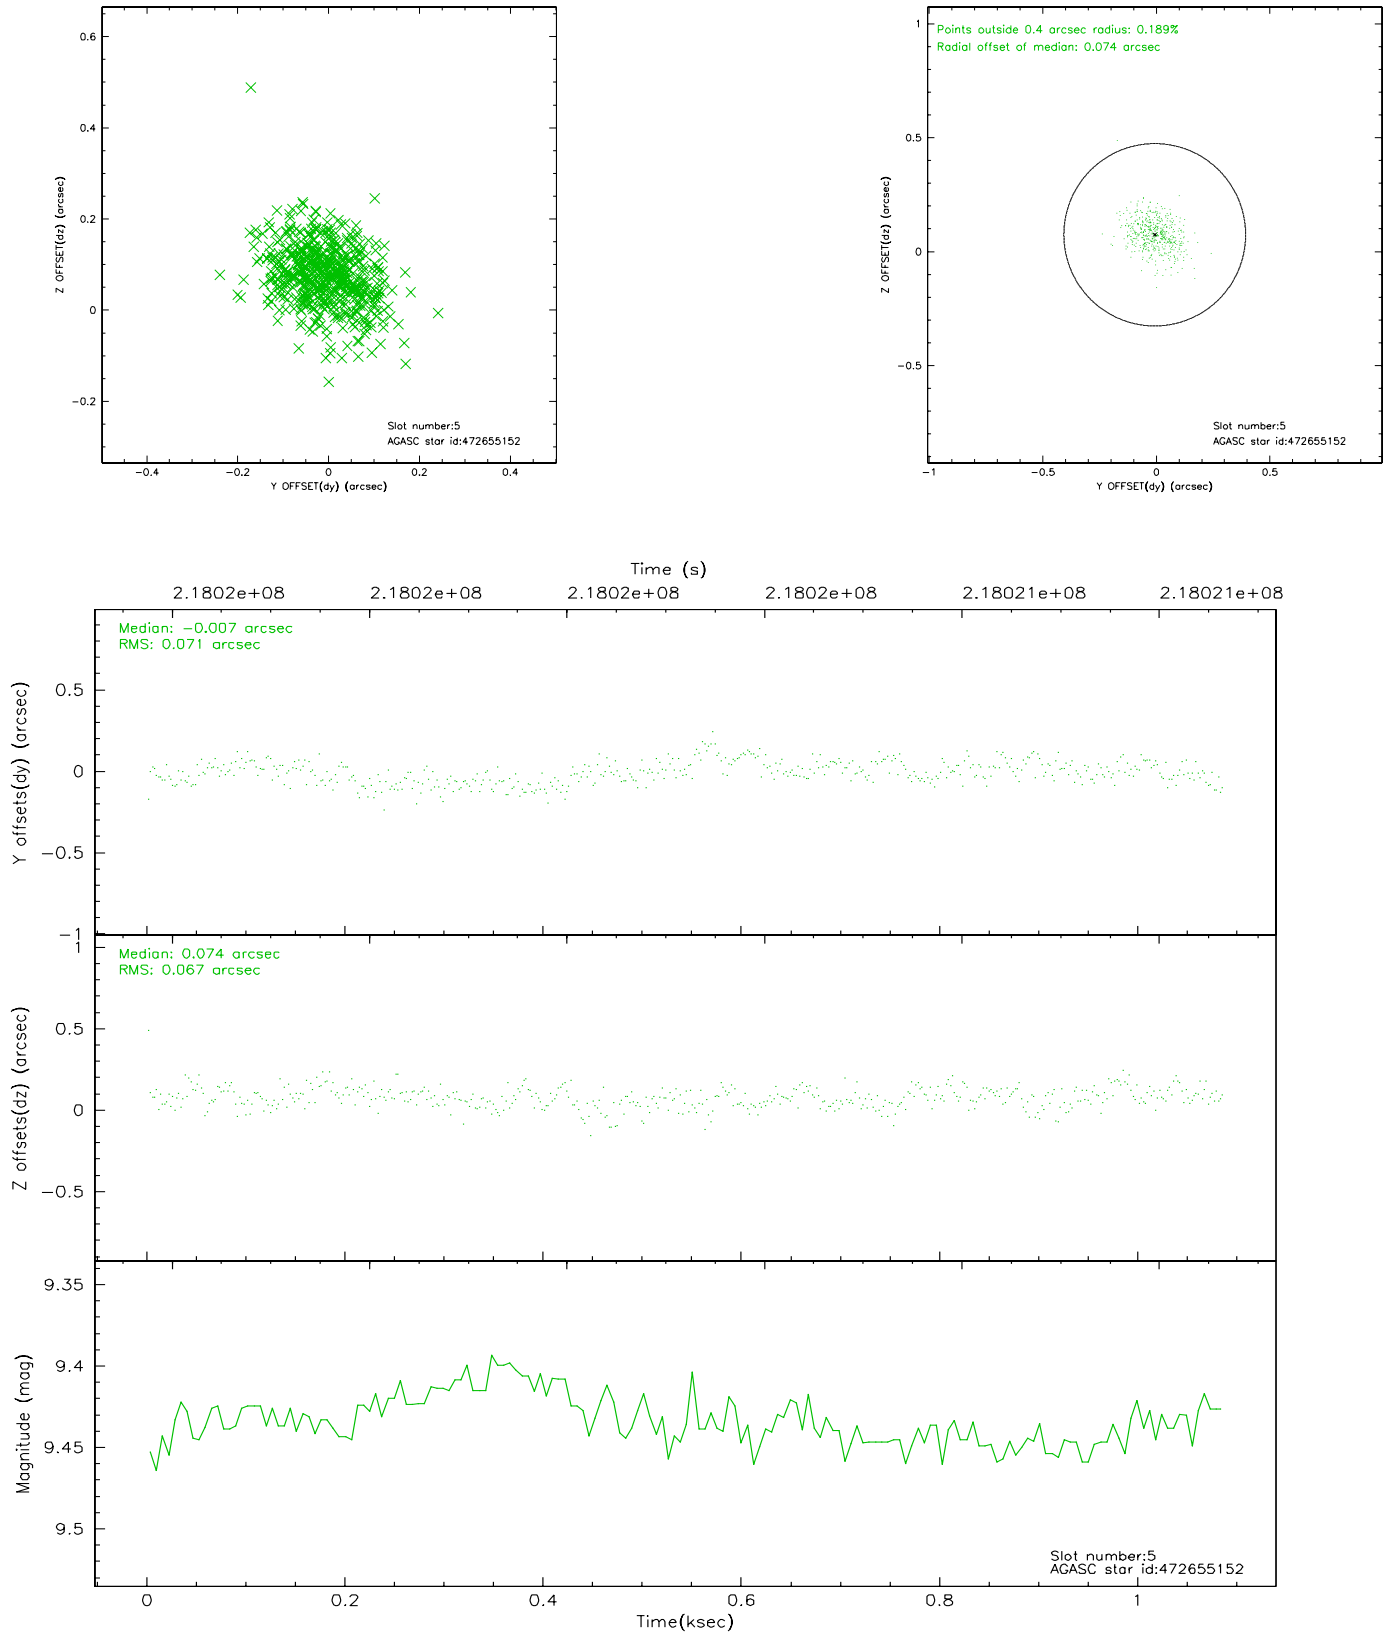 0.6
0.4
0.2
0
−0.2
Z OFFSET(dz) (arcsec)
Slot number:5
AGASC star id:472655152
−0.4 −0.2 0 0.2 0.4
Y OFFSET(dy) (arcsec)
Points outside 0.4 arcsec radius: 0.189%
Radial offset of median: 0.074 arcsec
1
0.5
0
−0.5
Z OFFSET(dz) (arcsec)
Slot number:5
AGASC star id:472655152
−1 −0.5 0 0.5
Y OFFSET(dy) (arcsec)
Time (s)
2.1802e+08 2.1802e+08 2.1802e+08 2.1802e+08 2.18021e+08 2.18021e+08
Median: −0.007 arcsec
RMS: 0.071 arcsec
0.5
0
−0.5
−1
Y offsets(dy) (arcsec)
Median: 0.074 arcsec
RMS: 0.067 arcsec
1
0.5
0
−0.5
Z offsets(dz) (arcsec)
9.35
9.4
9.45
9.5
Magnitude (mag)
Slot number:5
AGASC star id:472655152
0 0.2 0.4 0.6 0.8 1
Time(ksec)